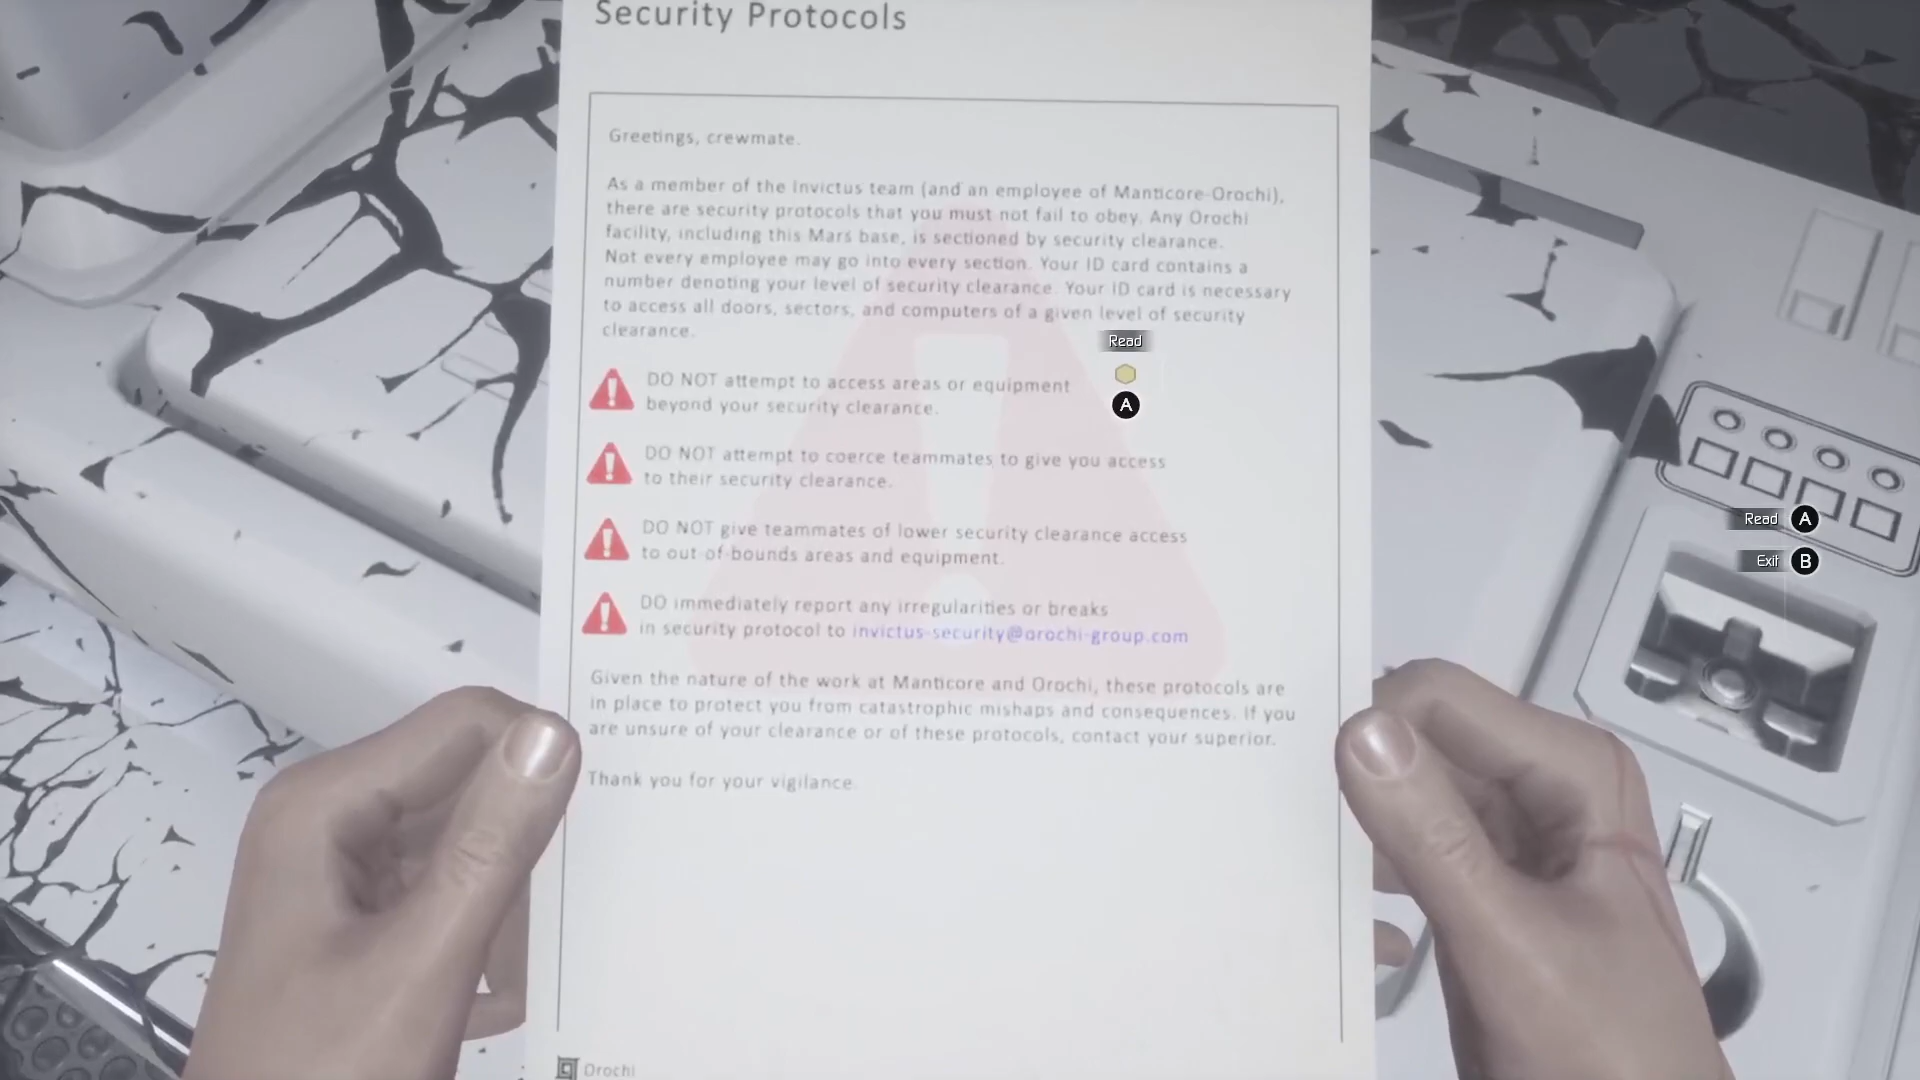 Security Protocols
Greetings, crewmate.
As a member of the Invictus team (and an employee of Manticore-Orochi),
there are security protocols that you must not fail to obey. Any Orochi
facility, including this Mars base, is sectioned by security clearance.
Not every employee may go into every section. Your ID card contains a
number denoting your level of security clearance. Your ID card is necessary
to access all doors, sectors, and computers of a given level of security
clearance.
Read
A
DO NOT attempt to access areas or equipment
beyond your security clearance.
DO NOT attempt to coerce teammates to give you access
to their security clearance.
DO NOT give teammates of lower security clearance access
to out-of-bounds areas and equipment.
DO immediately report any irregularities or breaks
in security protocol to invictus-security@orochi-group.com
Given the nature of the work at Manticore and Orochi, these protocols are
in place to protect you from catastrophic mishaps and consequences. If you
are unsure of your clearance or of these protocols, contact your superior.
Thank you for your vigilance.
Orochi
Read A
Exit B